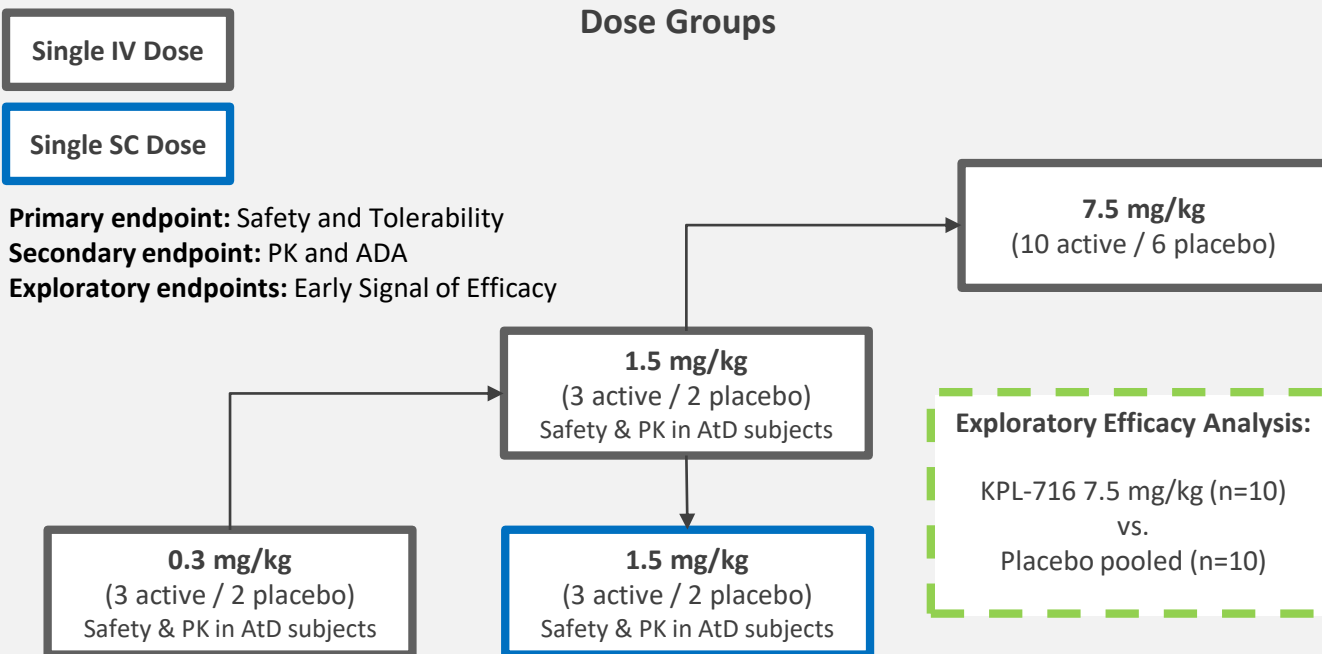 Dose Groups
Single IV Dose
Single SC Dose
Primary endpoint: Safety and Tolerability
Secondary endpoint: PK and ADA
Exploratory endpoints: Early Signal of Efficacy
7.5 mg/kg
(10 active / 6 placebo)
1.5 mg/kg
(3 active / 2 placebo)
Safety & PK in AtD subjects
0.3 mg/kg
(3 active / 2 placebo)
Safety & PK in AtD subjects
1.5 mg/kg
(3 active / 2 placebo)
Safety & PK in AtD subjects
Exploratory Efficacy Analysis:
KPL-716 7.5 mg/kg (n=10)
vs.
Placebo pooled (n=10)